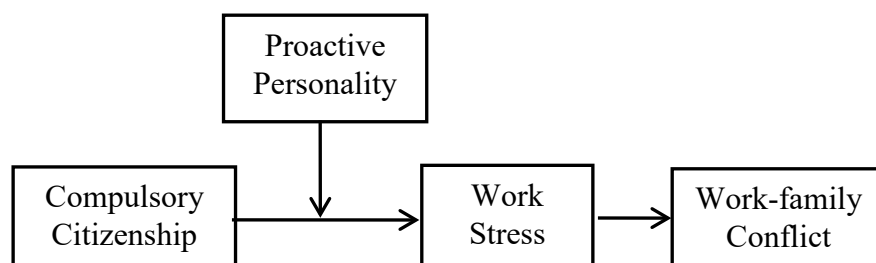 Proactive
Personality
Compulsory
Citizenship
Work
Stress
Work-family
Conflict